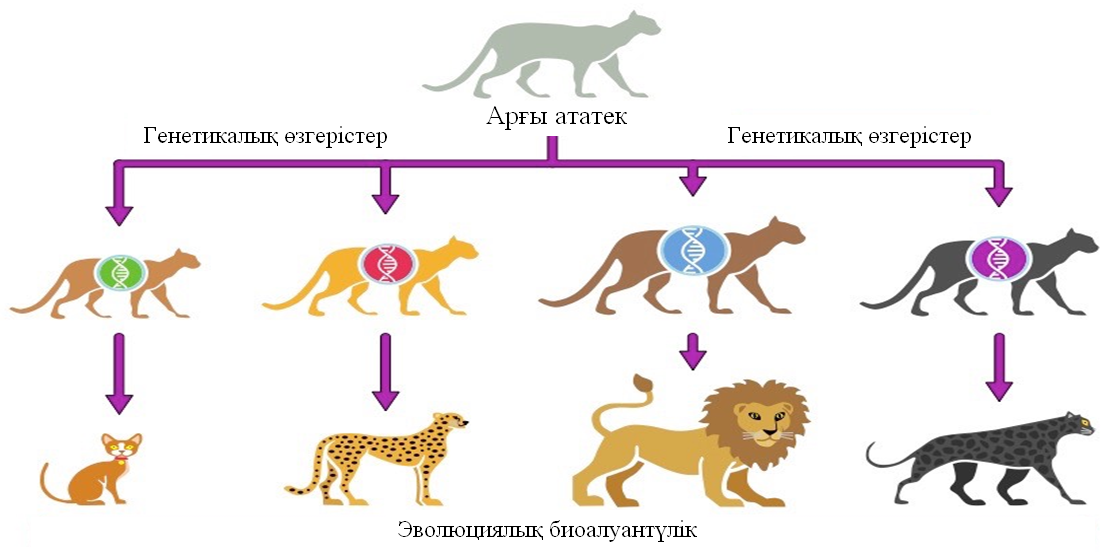 Арғы ататек
Генетикалық өзгерістер
Генетикалық өзгерістер
Эволюциялық биоалуантүлік